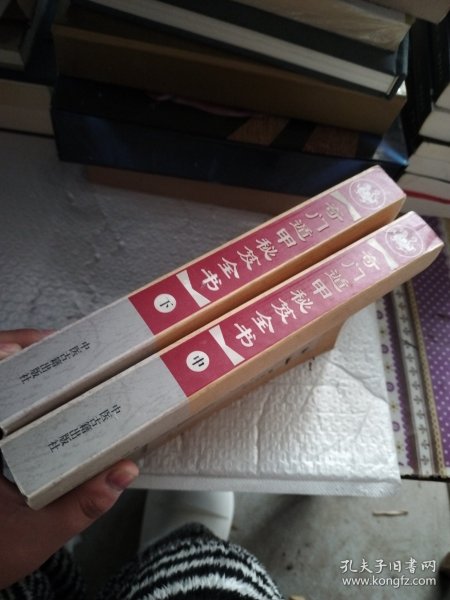 奇门遁甲秘笈全书
下
中医古籍出版社
奇门遁甲秘笈全书
中
中医古籍出版社
孔夫子旧书网
www.kongfz.com